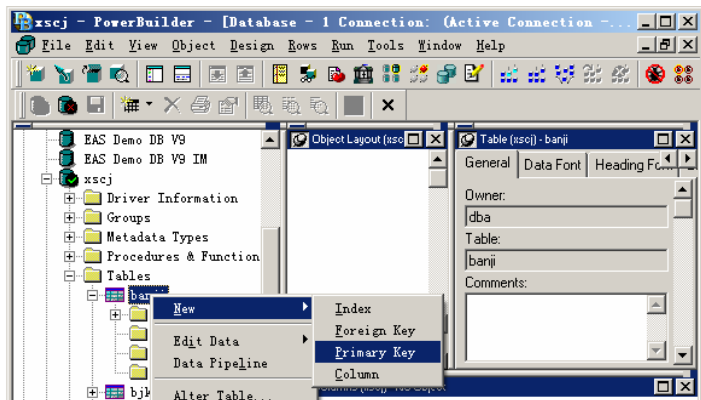 xscj - PowerBuilder - [Database - 1 Connection: (Active Connection -...
File Edit View Object Design Rows Run Tools Window Help
EAS Demo DB V9
EAS Demo DB V9 IM
xscj
Driver Information
Groups
Metadata Types
Procedures & Function
Tables
New
Edit Data
Data Pipeline
Alter Table...
Index
Foreign Key
Primary Key
Column
Object Layout (xsc
Table (xscj) - banji
General
Data Font
Heading
Owner:
dba
Table:
banji
Comments: